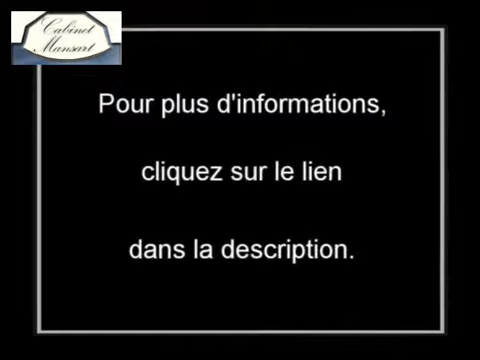 Cabinet
Mansart
Pour plus d'informations,
cliquez sur le lien
dans la description.